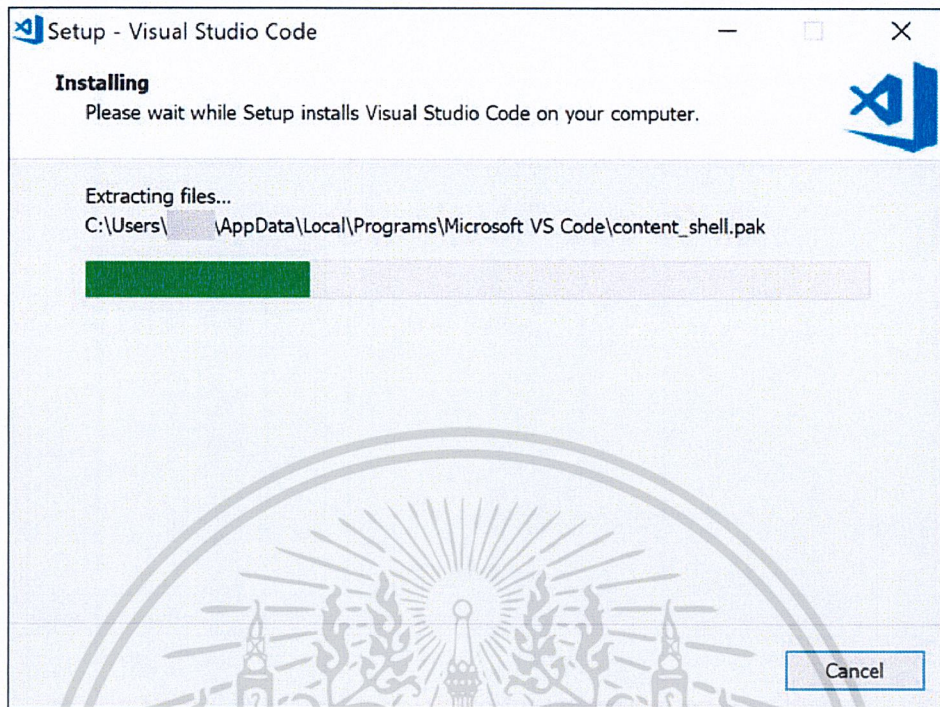 Setup - Visual Studio Code
Installing
Please wait while Setup installs Visual Studio Code on your computer.
Extracting files...
C:\Users\ \AppData\Local\Programs\Microsoft VS Code\content_shell.pak
Cancel